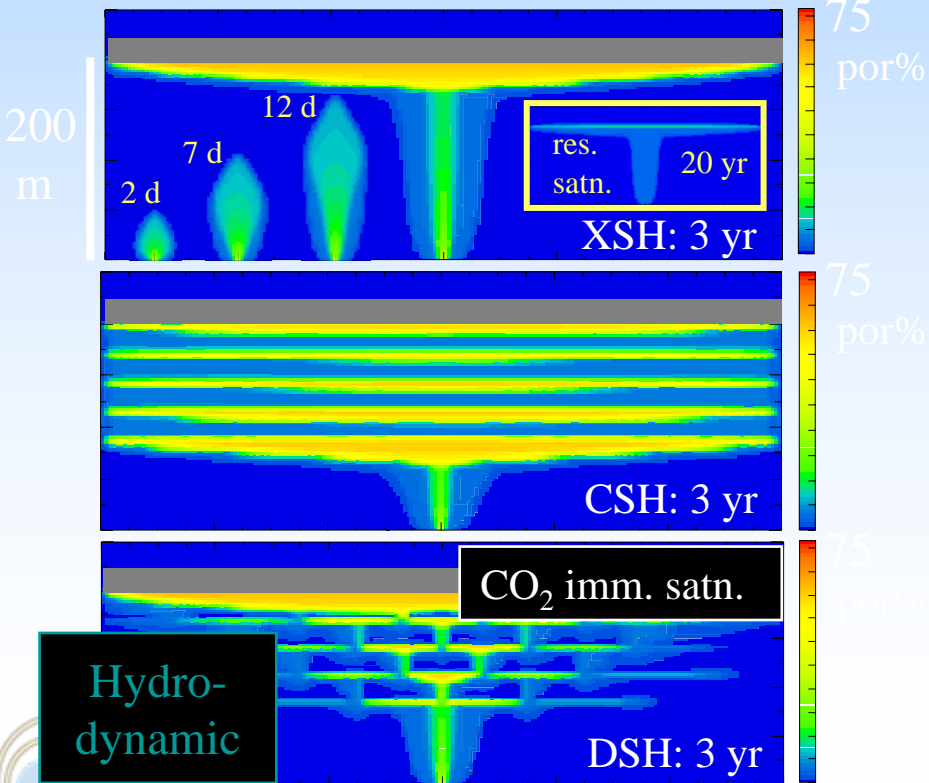 75
por%
200
m
12 d
7 d
2 d
res.
satn.
20 yr
XSH: 3 yr
75
por%
CSH: 3 yr
75
por%
CO₂ imm. satn.
Hydro-
dynamic
DSH: 3 yr